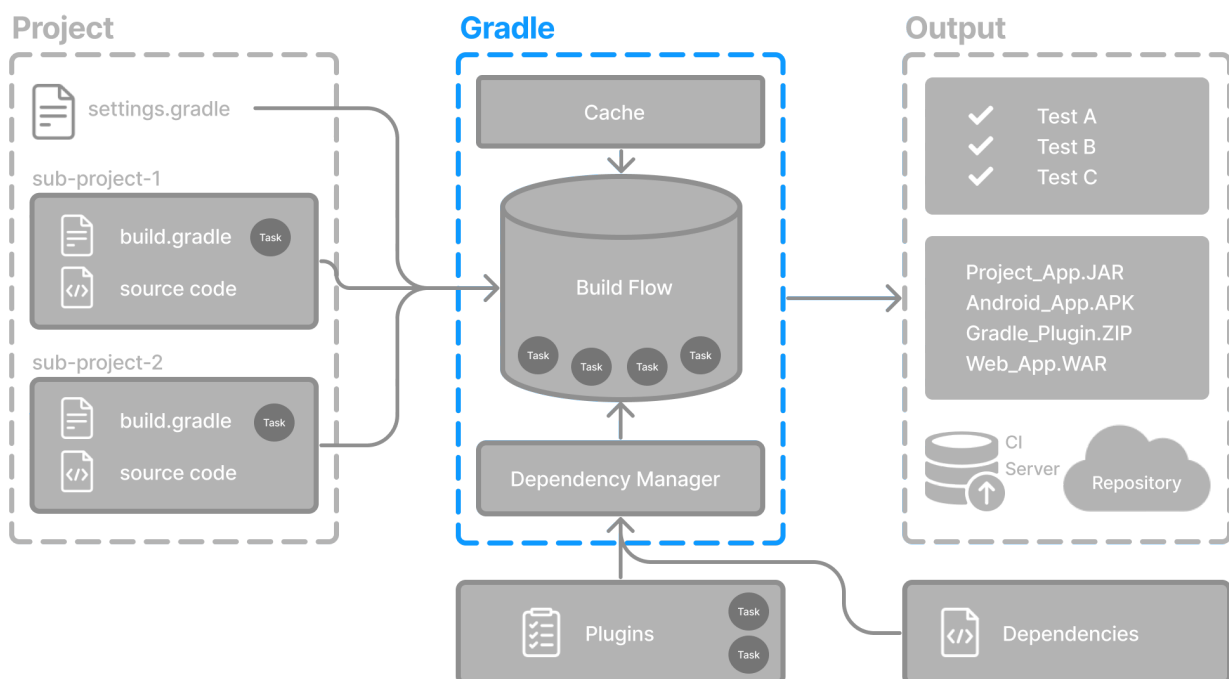 Project
settings.gradle
sub-project-1
build.gradle
Task
source code
sub-project-2
build.gradle
Task
source code
Gradle
Cache
Build Flow
Task
Task
Task
Task
Dependency Manager
Plugins
Task
Task
Output
Test A
Test B
Test C
Project_App.JAR
Android_App.APK
Gradle_Plugin.ZIP
Web_App.WAR
CI
Server
Repository
Dependencies